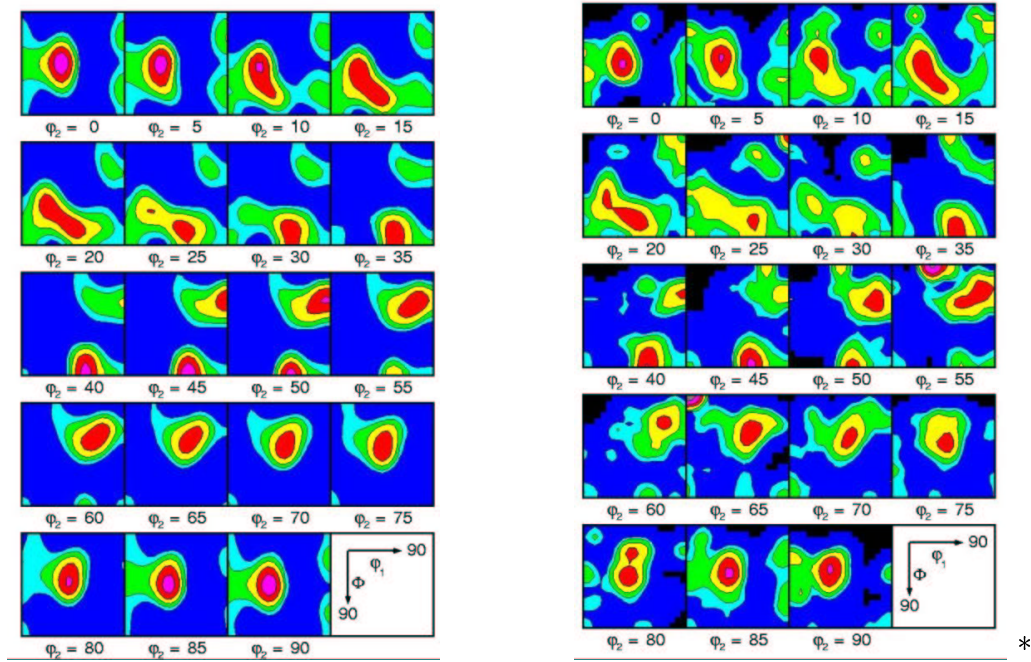 φ₂ = 0 φ₂ = 5 φ₂ = 10 φ₂ = 15
φ₂ = 20 φ₂ = 25 φ₂ = 30 φ₂ = 35
φ₂ = 40 φ₂ = 45 φ₂ = 50 φ₂ = 55
φ₂ = 60 φ₂ = 65 φ₂ = 70 φ₂ = 75
90
φ₁
Φ
90
φ₂ = 80 φ₂ = 85 φ₂ = 90
φ₂ = 0 φ₂ = 5 φ₂ = 10 φ₂ = 15
φ₂ = 20 φ₂ = 25 φ₂ = 30 φ₂ = 35
φ₂ = 40 φ₂ = 45 φ₂ = 50 φ₂ = 55
φ₂ = 60 φ₂ = 65 φ₂ = 70 φ₂ = 75
90
φ₁
Φ
90
φ₂ = 80 φ₂ = 85 φ₂ = 90
*